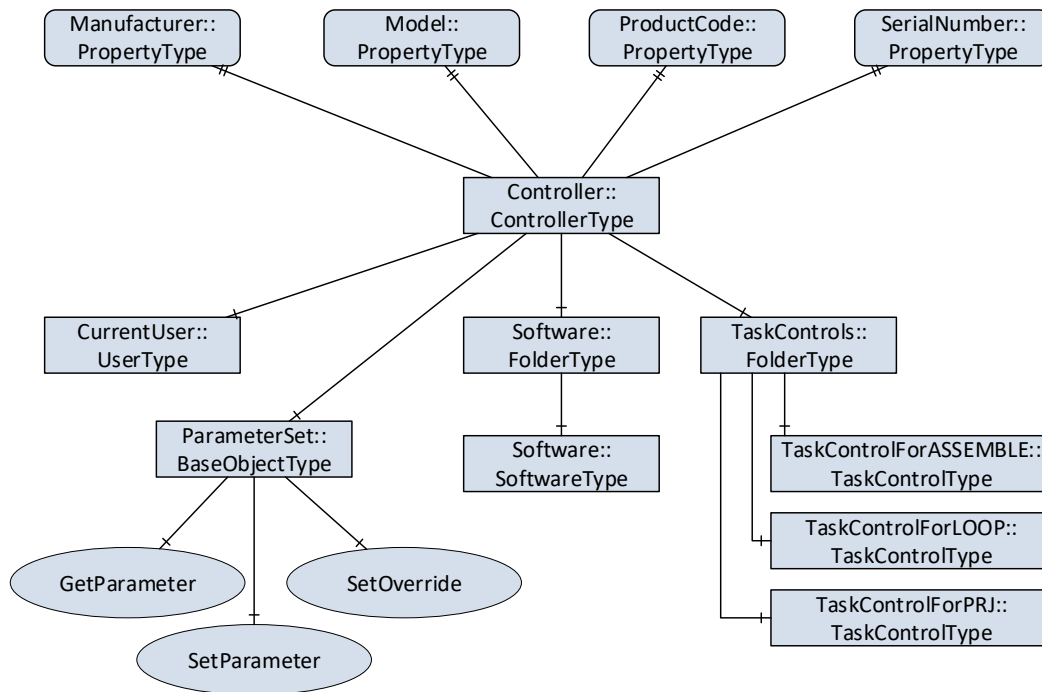 Manufacturer::
PropertyType
Model::
PropertyType
ProductCode::
PropertyType
SerialNumber::
PropertyType
Controller::
ControllerType
CurrentUser::
UserType
Software::
FolderType
TaskControls::
FolderType
ParameterSet::
BaseObjectType
Software::
SoftwareType
TaskControlForASSEMBLE::
TaskControlType
TaskControlForLOOP::
TaskControlType
GetParameter
SetOverride
TaskControlForPRJ::
TaskControlType
SetParameter